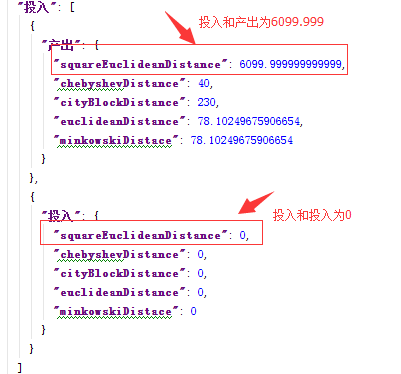 "投入": [
{
投入和产出为6099.999
"产出": {
"squareEuclideanDistance": 6099.999999999999,
"chebyshevDistance": 40,
"cityBlockDistance": 230,
"euclideanDistance": 78.10249675906654,
"minkowskiDistace": 78.10249675906654
}
},
{
"投入": {
投入和投入为0
"squareEuclideanDistance": 0,
"chebyshevDistance": 0,
"cityBlockDistance": 0,
"euclideanDistance": 0,
"minkowskiDistace": 0
}
}
]